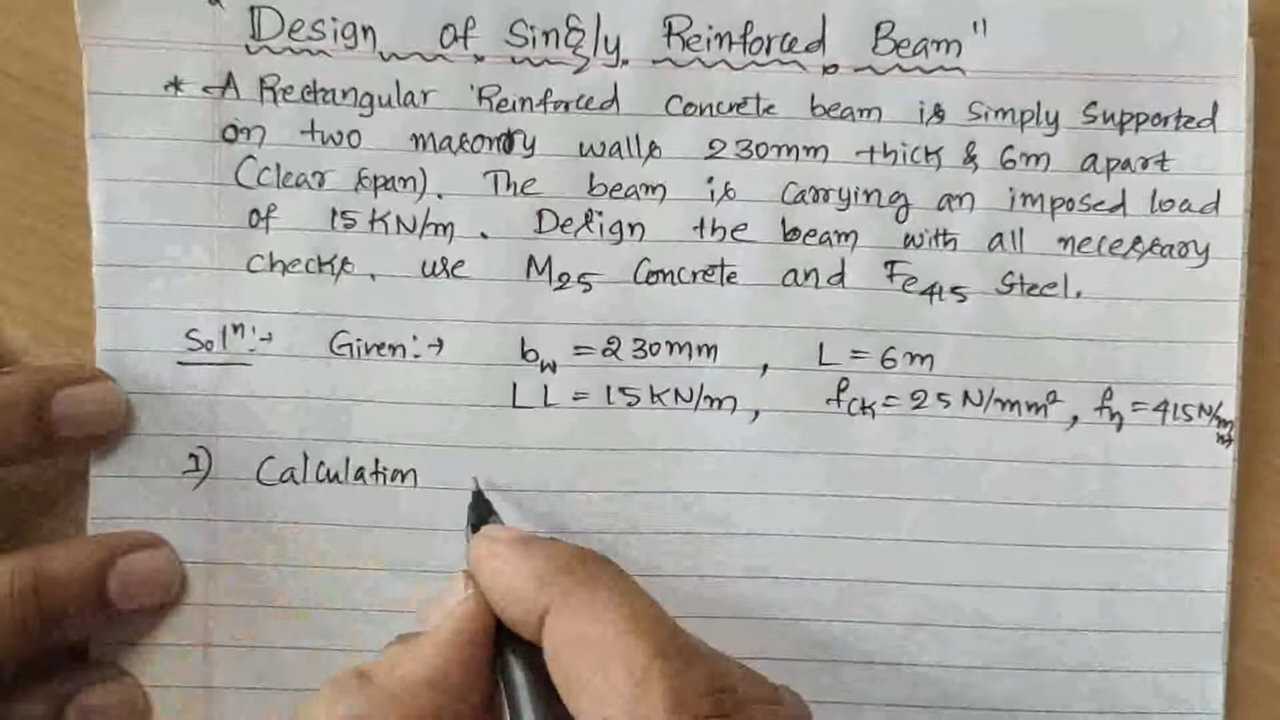 "Design of Singly Reinforced Beam"
* A Rectangular Reinforced Concrete beam is Simply Supported
on two masonry walls 230mm thick & 6m apart
(Clear span). The beam is Carrying an imposed load
of 15 KN/m. Design the beam with all necessary
checks. use M25 Concrete and Fe415 Steel.
Solⁿ:→ Given:→ bw = 230mm , L = 6m
LL = 15 KN/m, fCK = 25 N/mm², fy = 415 N/mm²
1) Calculation